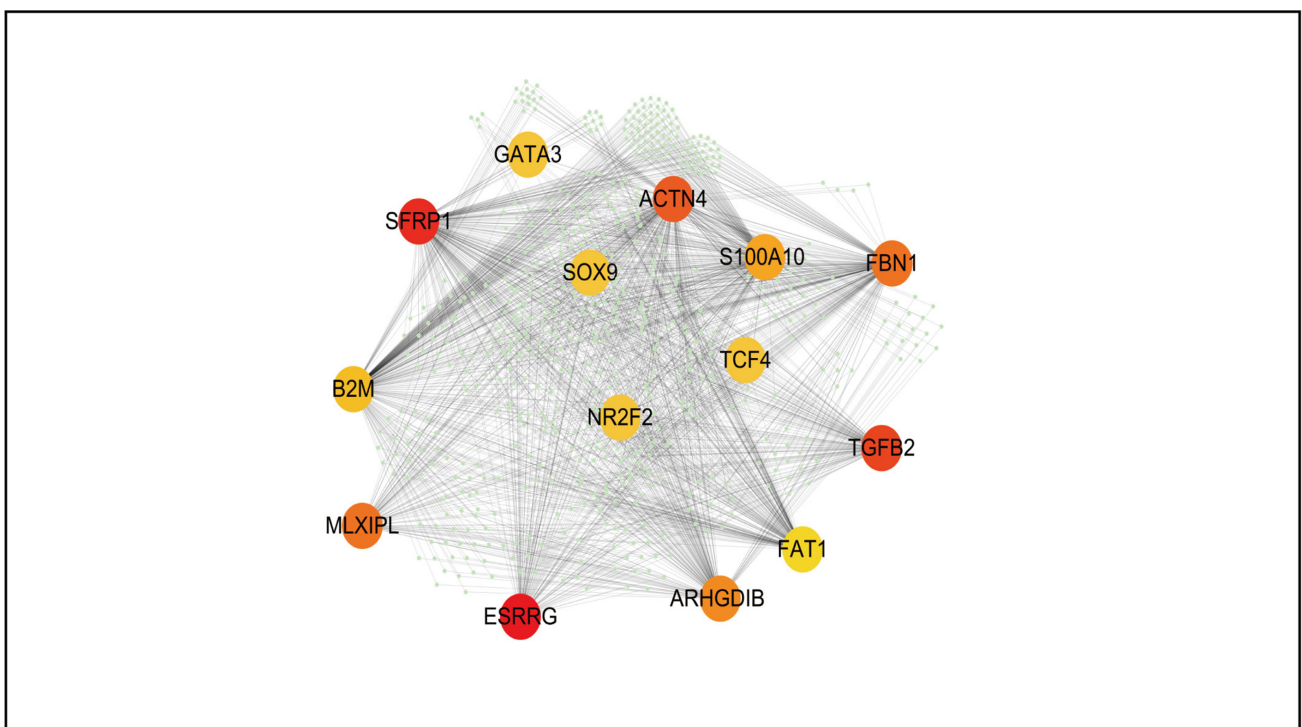 GATA3
ACTN4
SFRP1
S100A10
FBN1
SOX9
TCF4
B2M
NR2F2
TGFB2
MLXIPL
FAT1
ARHGDIB
ESRRG